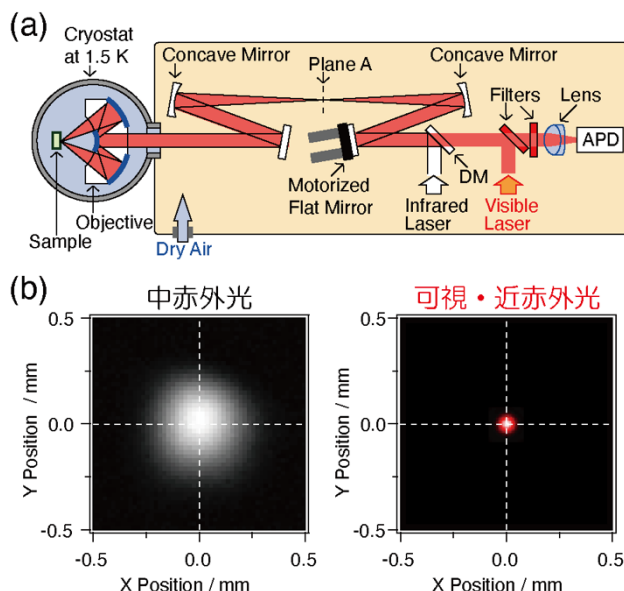 (a)
Cryostat
at 1.5 K
Concave Mirror
Plane A
Concave Mirror
Filters
Lens
APD
Sample
Objective
Dry Air
Motorized
Flat Mirror
DM
Infrared
Laser
Visible
Laser
(b)
中赤外光
可視・近赤外光
0.5
0.0
-0.5
Y Position / mm
-0.5
0.0
0.5
X Position / mm
0.5
0.0
-0.5
Y Position / mm
-0.5
0.0
0.5
X Position / mm